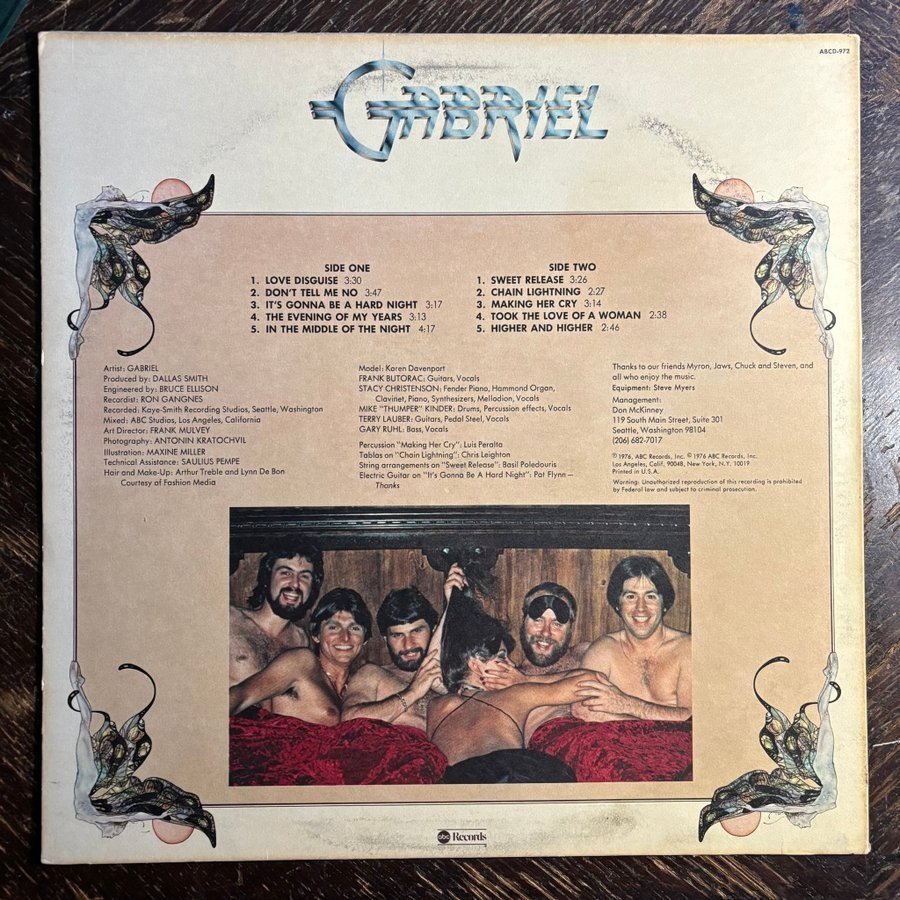 ABCD-972
GABRIEL
SIDE ONE
1. LOVE DISGUISE 3:30
2. DON'T TELL ME NO 3:47
3. IT'S GONNA BE A HARD NIGHT 3:17
4. THE EVENING OF MY YEARS 3:13
5. IN THE MIDDLE OF THE NIGHT 4:17
SIDE TWO
1. SWEET RELEASE 3:26
2. CHAIN LIGHTNING 2:27
3. MAKING HER CRY 3:14
4. TOOK THE LOVE OF A WOMAN 2:38
5. HIGHER AND HIGHER 2:46
Artist: GABRIEL
Produced by: DALLAS SMITH
Engineered by: BRUCE ELLISON
Recordist: RON GANGNES
Recorded: Kaye-Smith Recording Studios, Seattle, Washington
Mixed: ABC Studios, Los Angeles, California
Art Director: FRANK MULVEY
Photography: ANTONIN KRATOCHVIL
Illustration: MAXINE MILLER
Technical Assistance: SAULIUS PEMPE
Hair and Make-Up: Arthur Treble and Lynn De Bon
Courtesy of Fashion Media
Model: Karen Davenport
FRANK BUTORAC: Guitars, Vocals
STACY CHRISTENSON: Fender Piano, Hammond Organ,
Clavinet, Piano, Synthesizers, Mellodion, Vocals
MIKE "THUMPER" KINDER: Drums, Percussion effects, Vocals
TERRY LAUBER: Guitars, Pedal Steel, Vocals
GARY RUHL: Bass, Vocals
Percussion "Making Her Cry": Luis Peralta
Tablas on "Chain Lightning": Chris Leighton
String arrangements on "Sweet Release": Basil Poledouris
Electric Guitar on "It's Gonna Be A Hard Night": Pat Flynn—
Thanks
Thanks to our friends Myron, Jaws, Chuck and Steven, and
all who enjoy the music.
Equipment: Steve Myers
Management:
Don McKinney
119 South Main Street, Suite 301
Seattle, Washington 98104
(206) 682-7017
℗ 1976, ABC Records, Inc. © 1976 ABC Records, Inc.
Los Angeles, Calif. 90048, New York, N.Y. 10019
Printed in U.S.A.
Warning: Unauthorized reproduction of this recording is prohibited
by Federal law and subject to criminal prosecution.
abc Records